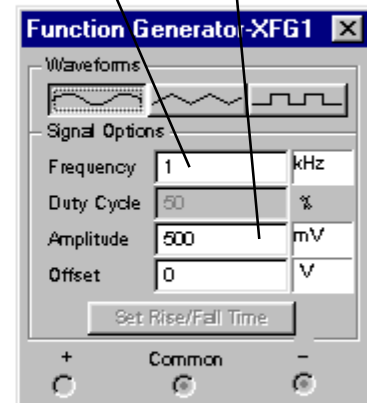 Function Generator-XFG1
Waveforms
Signal Options
Frequency 1 kHz
Duty Cycle 50 %
Amplitude 500 mV
Offset 0 V
Set Rise/Fall Time
+ Common -